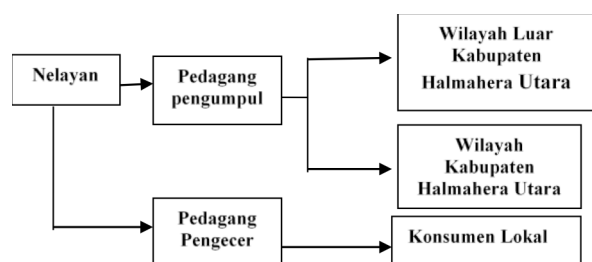 Nelayan
Pedagang
pengumpul
Wilayah Luar
Kabupaten
Halmahera Utara
Wilayah
Kabupaten
Halmahera Utara
Pedagang
Pengecer
Konsumen Lokal